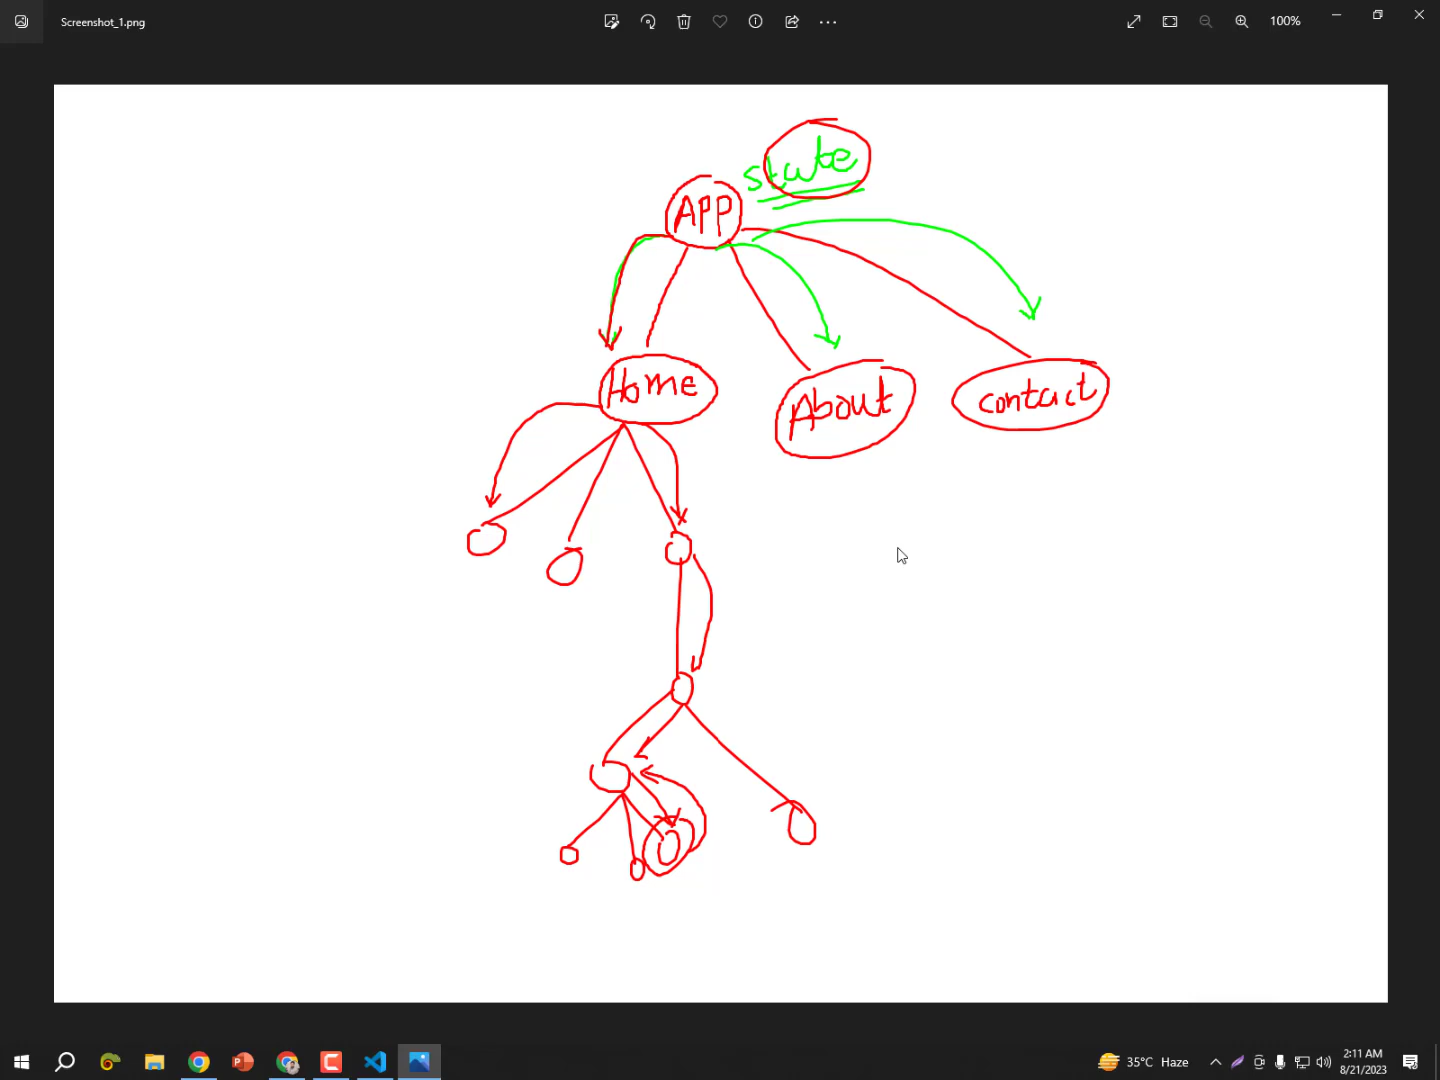 Screenshot_1.png
100%
state
APP
Home
About
contact
35°C Haze
2:11 AM
8/21/2023